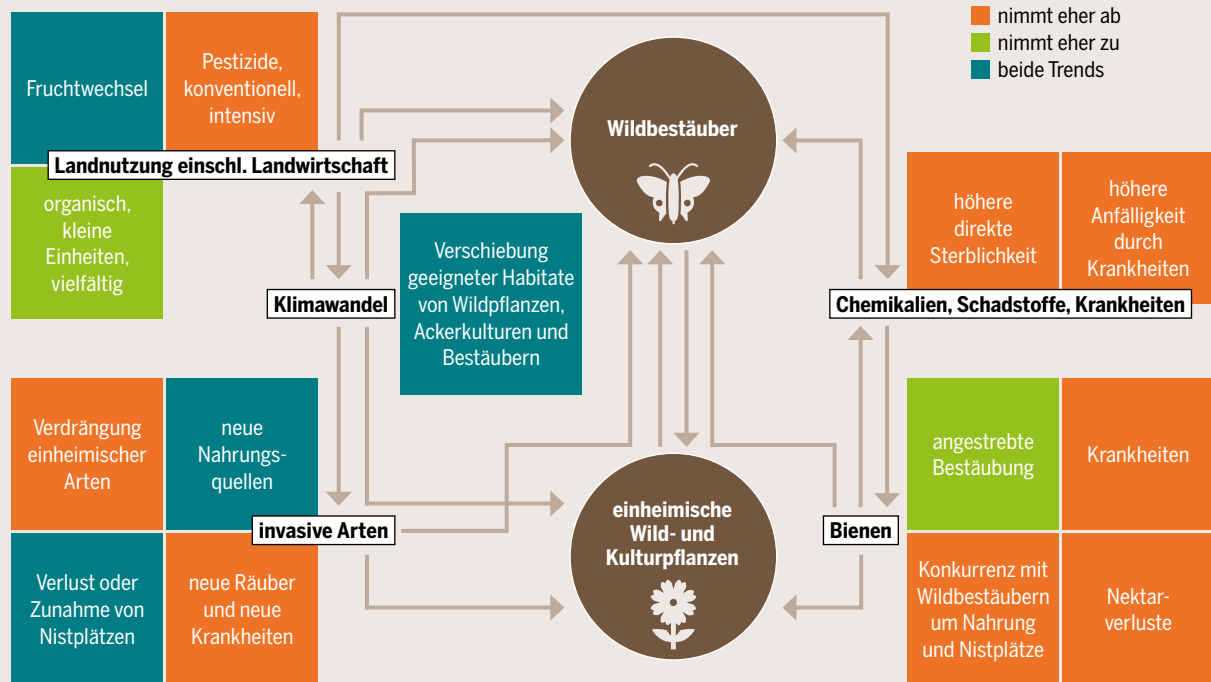 nimmt eher ab
nimmt eher zu
beide Trends
Fruchtwechsel
Pestizide,
konventionell,
intensiv
Landnutzung einschl. Landwirtschaft
organisch,
kleine
Einheiten,
vielfältig
Wildbestäuber
Verschiebung
geeigneter Habitate
von Wildpflanzen,
Ackerkulturen und
Bestäubern
Klimawandel
höhere
direkte
Sterblichkeit
höhere
Anfälligkeit
durch
Krankheiten
Chemikalien, Schadstoffe, Krankheiten
Verdrängung
einheimischer
Arten
neue
Nahrungs-
quellen
invasive Arten
Verlust oder
Zunahme von
Nistplätzen
neue Räuber
und neue
Krankheiten
einheimische
Wild- und
Kulturpflanzen
angestrebte
Bestäubung
Krankheiten
Bienen
Konkurrenz mit
Wildbestäubern
um Nahrung
und Nistplätze
Nektar-
verluste